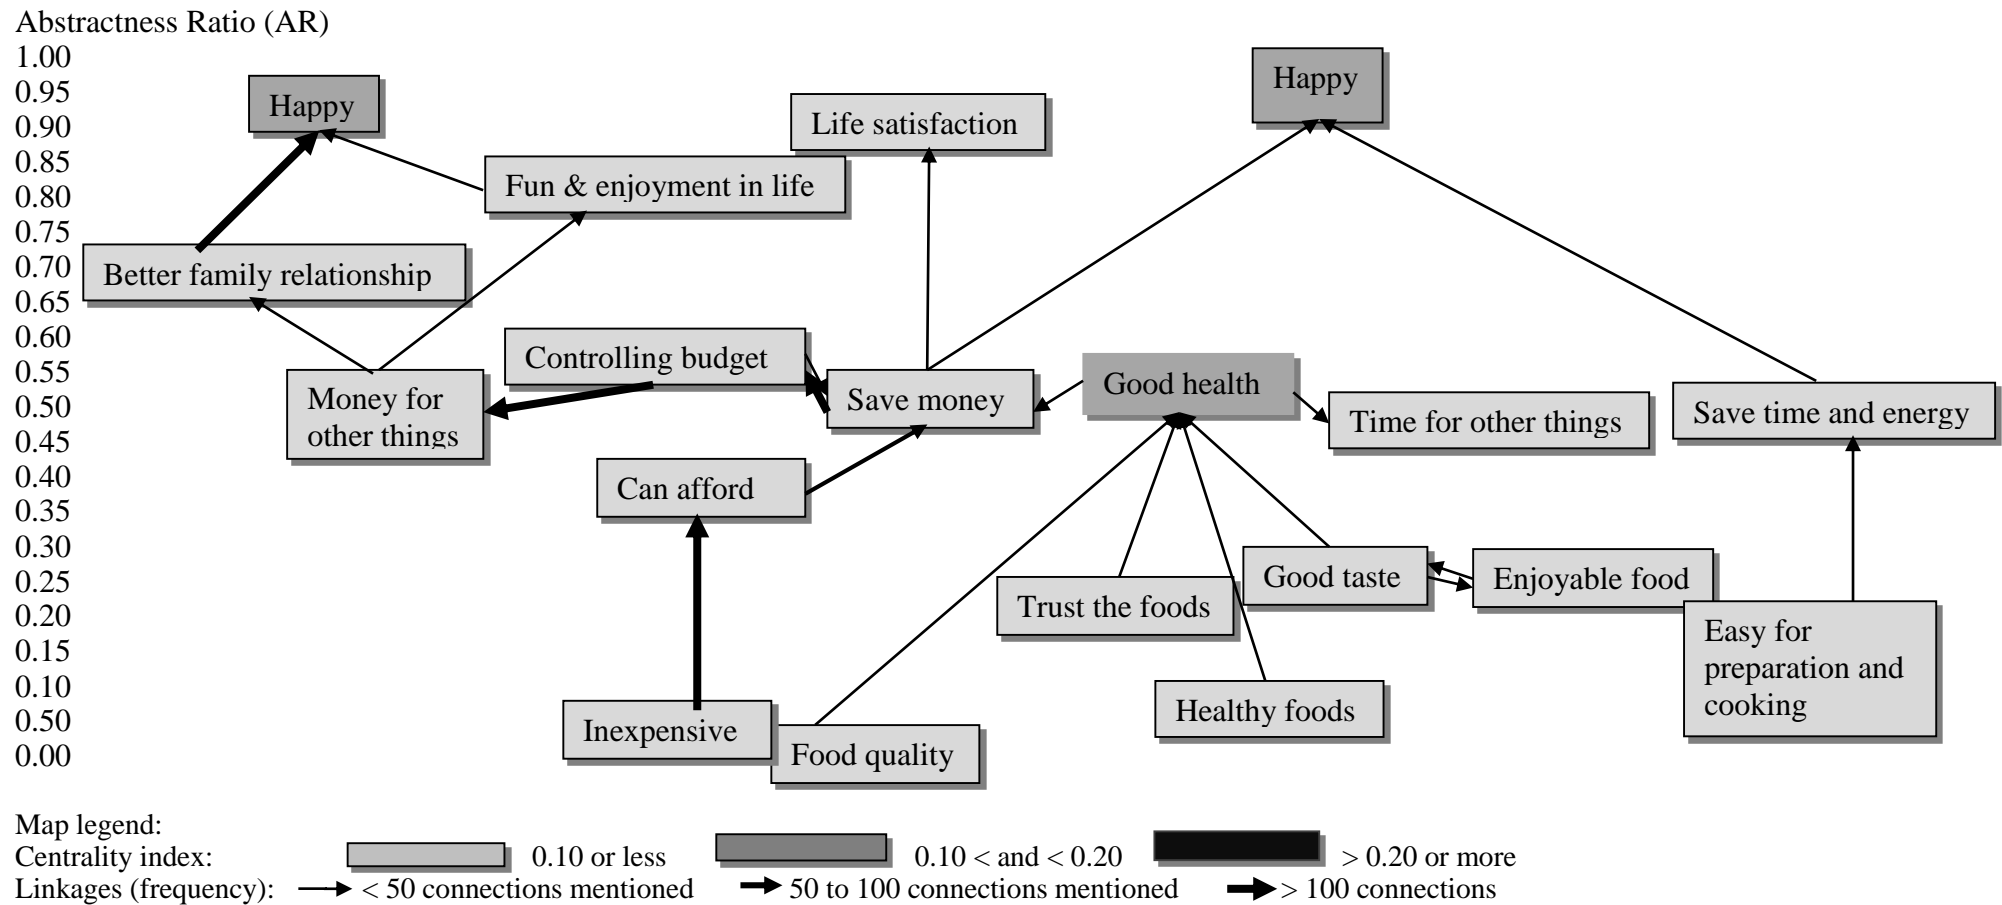 Abstractness Ratio (AR)
1.00
0.95
0.90
0.85
0.80
0.75
0.70
0.65
0.60
0.55
0.50
0.45
0.40
0.35
0.30
0.25
0.20
0.15
0.10
0.50
0.00
Happy
Happy
Life satisfaction
Fun & enjoyment in life
Better family relationship
Controlling budget
Money for
other things
Save money
Good health
Time for other things
Save time and energy
Can afford
Trust the foods
Good taste
Enjoyable food
Easy for
preparation and
cooking
Inexpensive
Food quality
Healthy foods
Map legend:
Centrality index: 0.10 or less 0.10 < and < 0.20 > 0.20 or more
Linkages (frequency): < 50 connections mentioned 50 to 100 connections mentioned > 100 connections